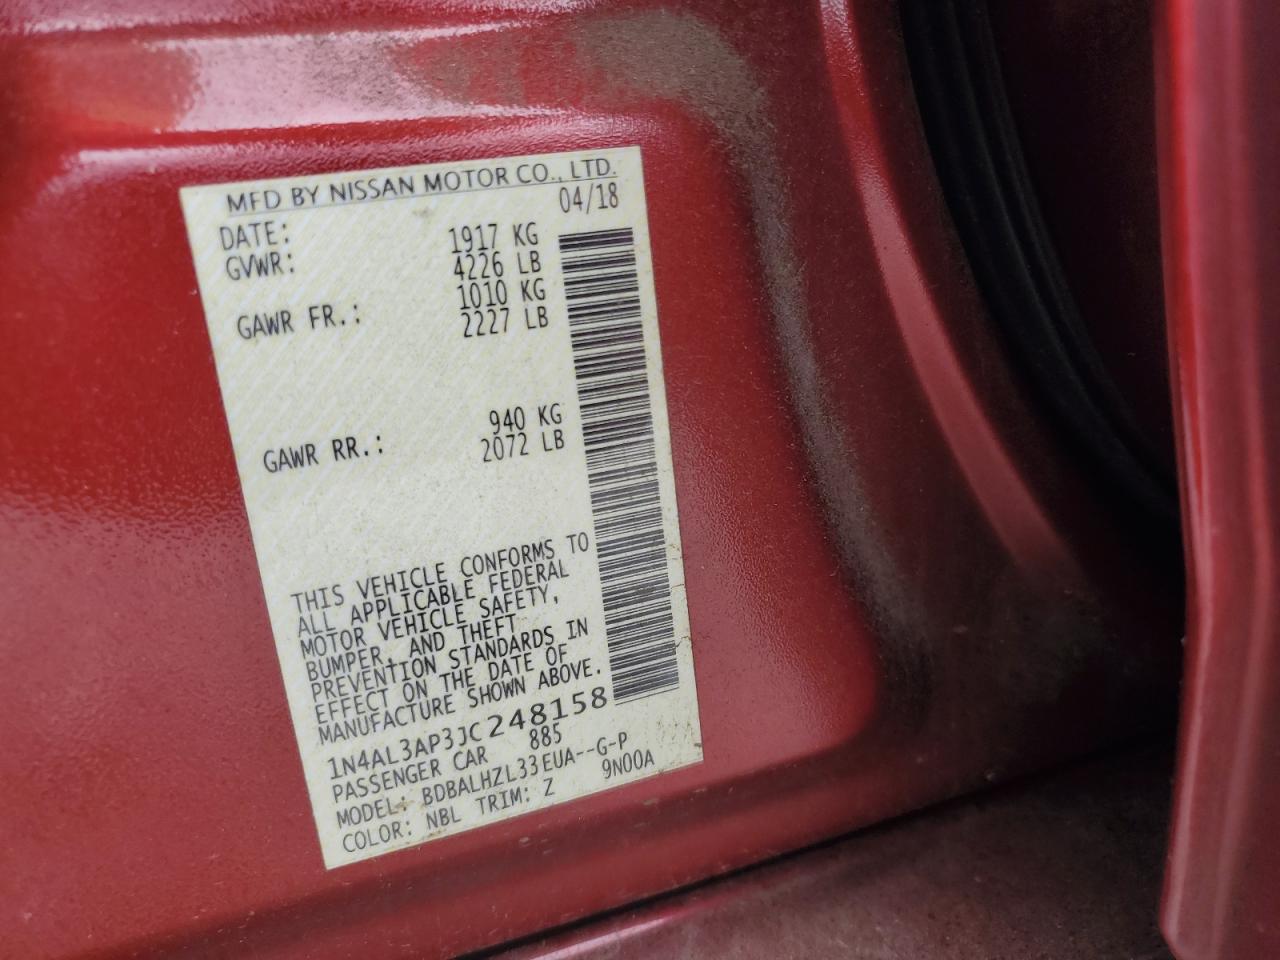 MFD BY NISSAN MOTOR CO., LTD.
DATE: 04/18
GVWR: 1917 KG
4226 LB
GAWR FR.: 1010 KG
2227 LB
GAWR RR.: 940 KG
2072 LB
THIS VEHICLE CONFORMS TO
ALL APPLICABLE FEDERAL
MOTOR VEHICLE SAFETY,
BUMPER, AND THEFT
PREVENTION STANDARDS IN
EFFECT ON THE DATE OF
MANUFACTURE SHOWN ABOVE.
1N4AL3AP3JC248158
PASSENGER CAR 885
MODEL: BDBALHZL33EUA--G-P
COLOR: NBL TRIM: Z 9N00A